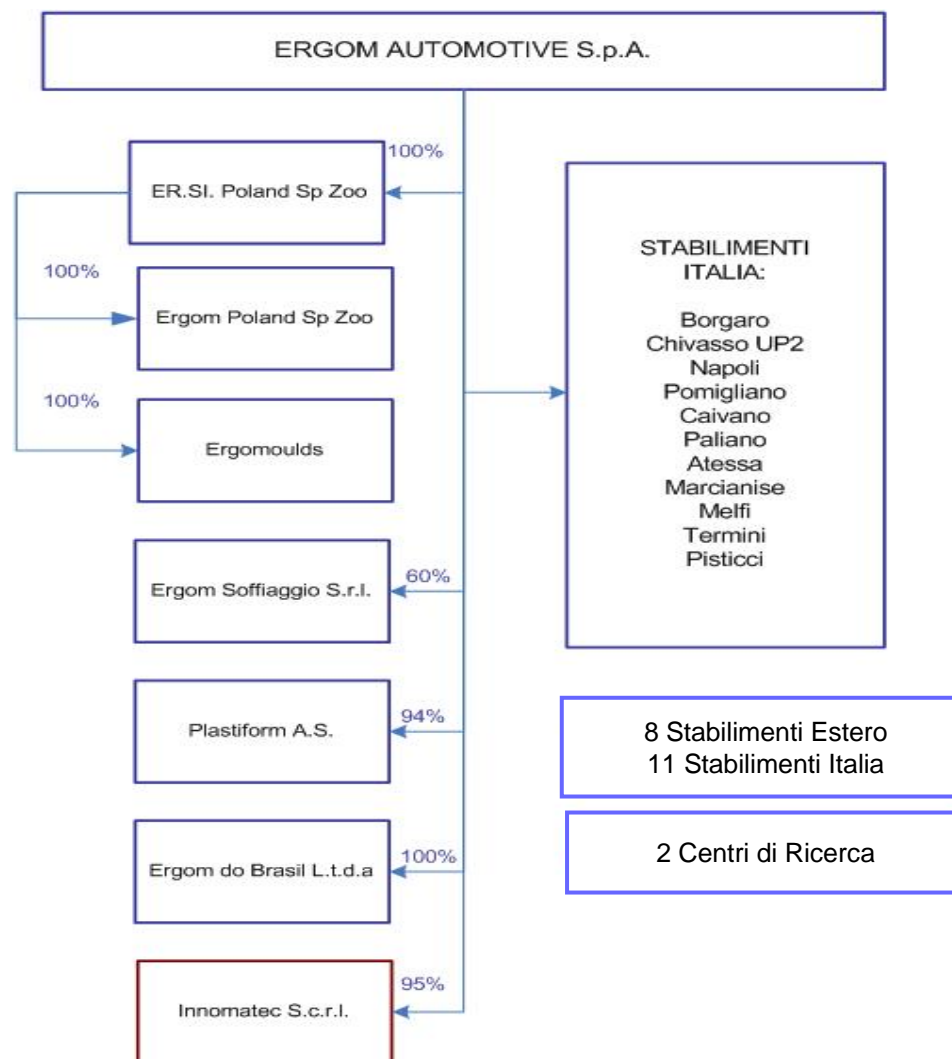 ERGOM AUTOMOTIVE S.p.A.
100%
ER.SI. Poland Sp Zoo
100%
Ergom Poland Sp Zoo
100%
Ergomoulds
60%
Ergom Soffiaggio S.r.l.
94%
Plastiform A.S.
100%
Ergom do Brasil L.t.d.a
95%
Innomatec S.c.r.l.
STABILIMENTI
ITALIA:
Borgaro
Chivasso UP2
Napoli
Pomigliano
Caivano
Paliano
Atessa
Marcianise
Melfi
Termini
Pisticci
8 Stabilimenti Estero
11 Stabilimenti Italia
2 Centri di Ricerca